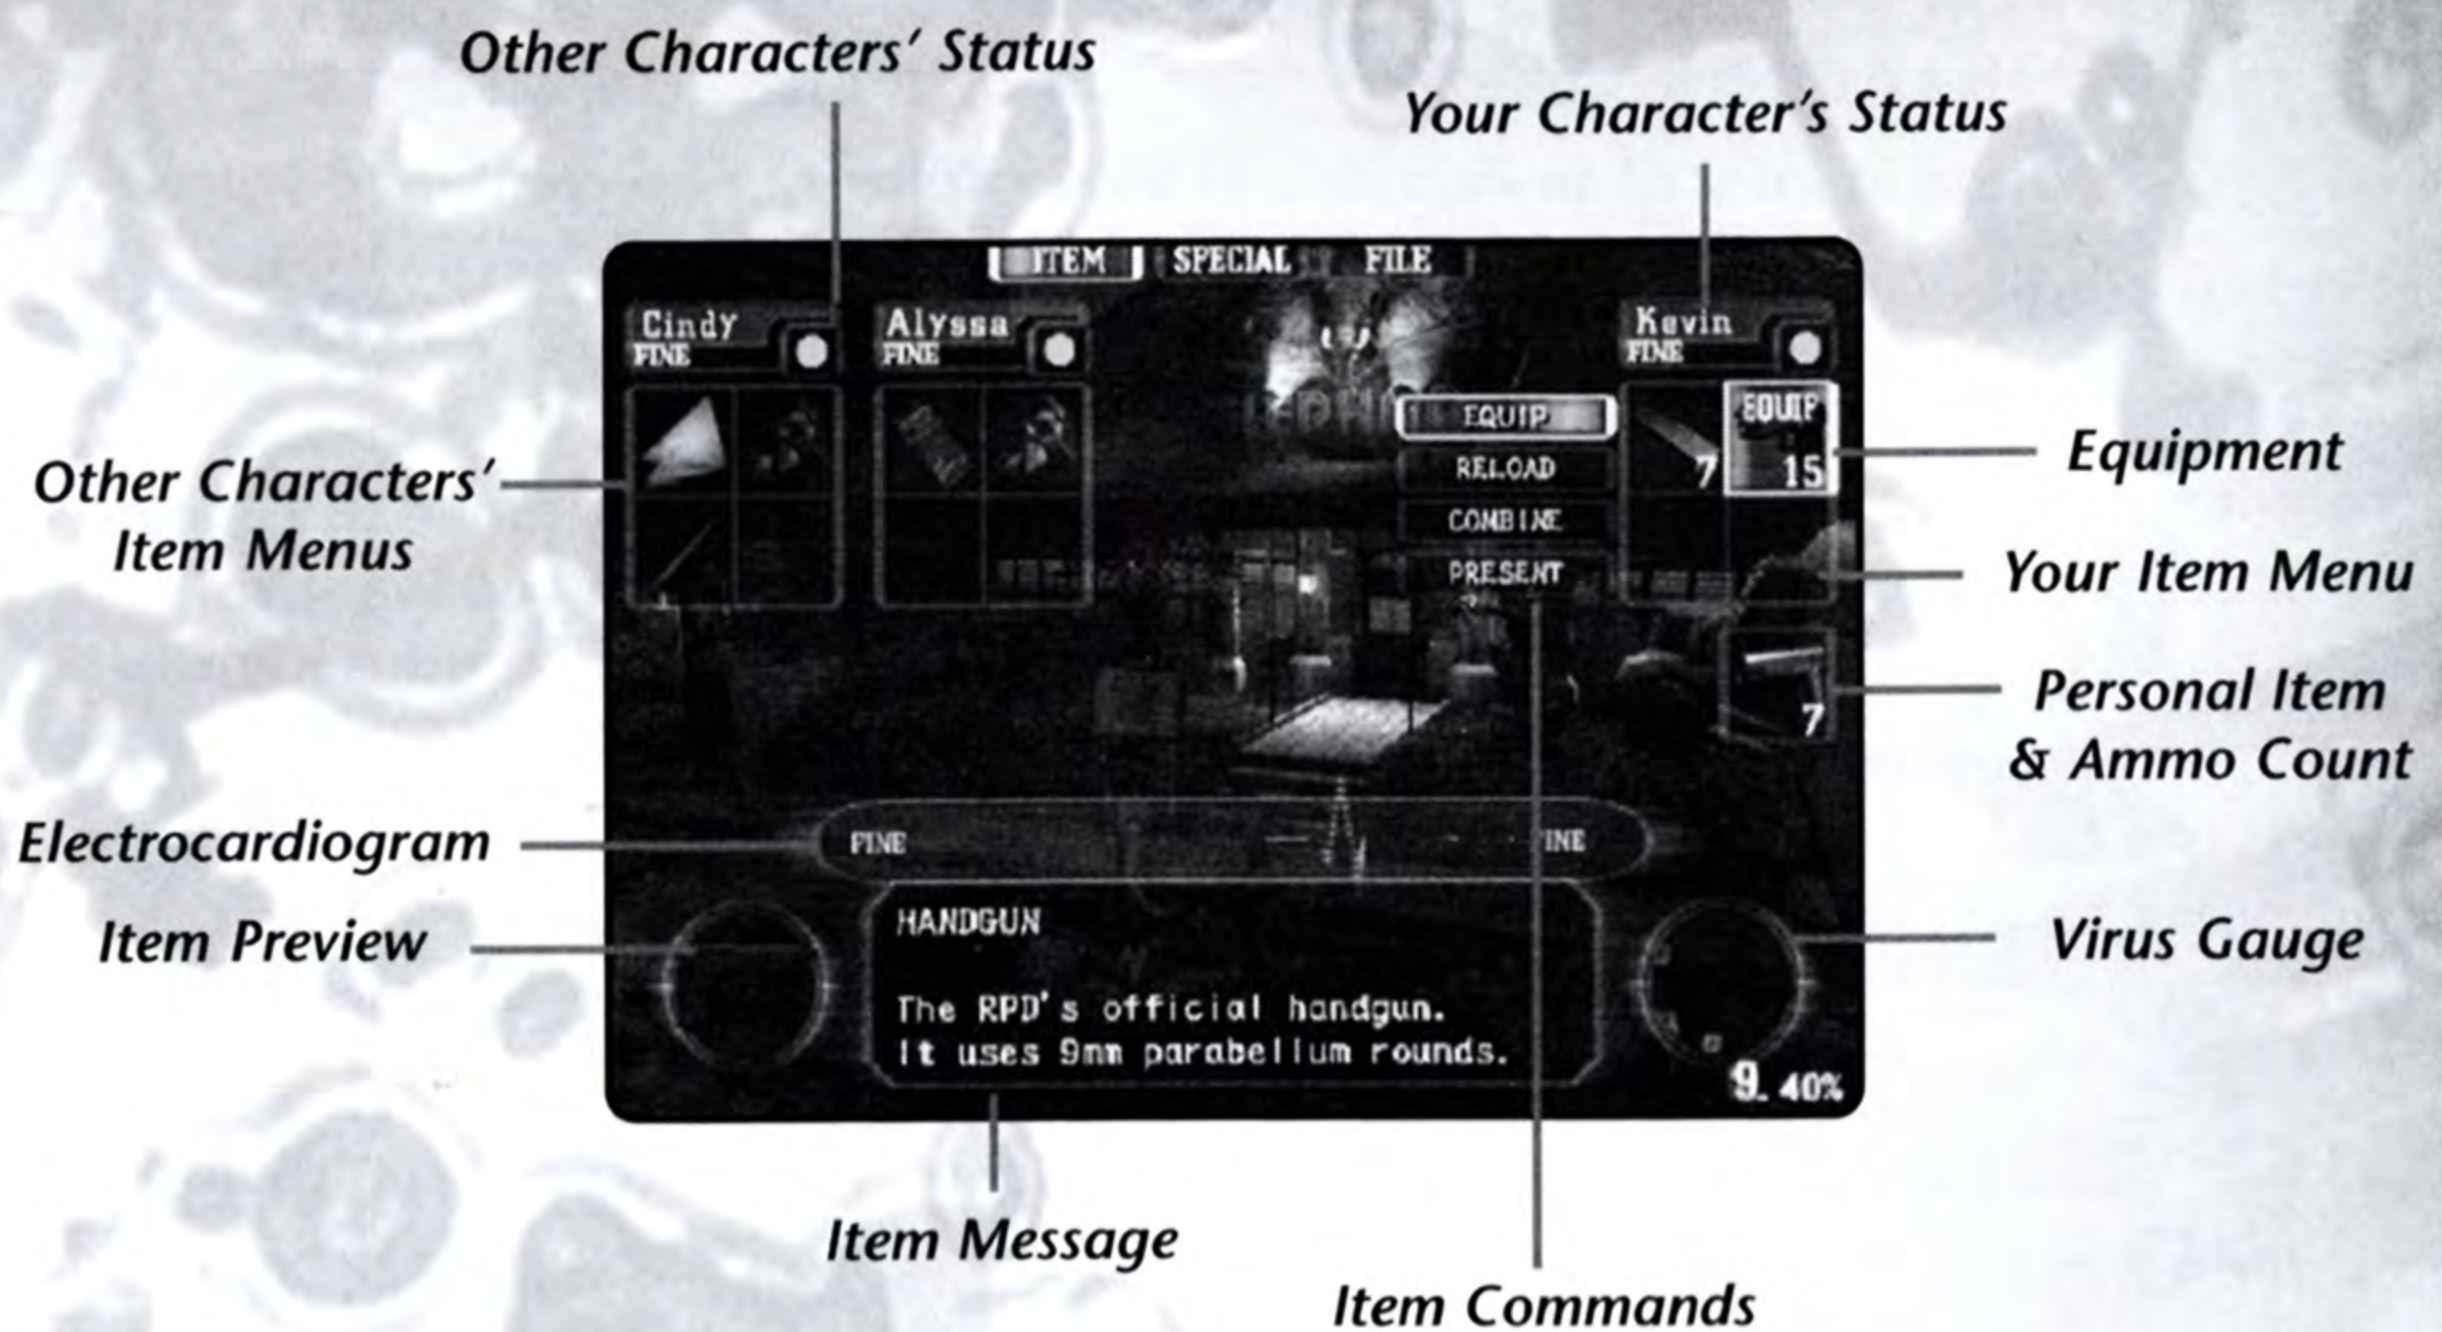 Other Characters' Status
Your Character's Status
ITEM SPECIAL FILE
Cindy
FINE
Alyssa
FINE
Kevin
FINE
EQUIP
RELOAD
COMBINE
PRESENT
7
EQUIP
15
7
Other Characters'
Item Menus
Equipment
Your Item Menu
Personal Item
& Ammo Count
Electrocardiogram
FINE
INE
Item Preview
HANDGUN
The RPD's official handgun.
It uses 9mm parabellum rounds.
Virus Gauge
9.40%
Item Message
Item Commands